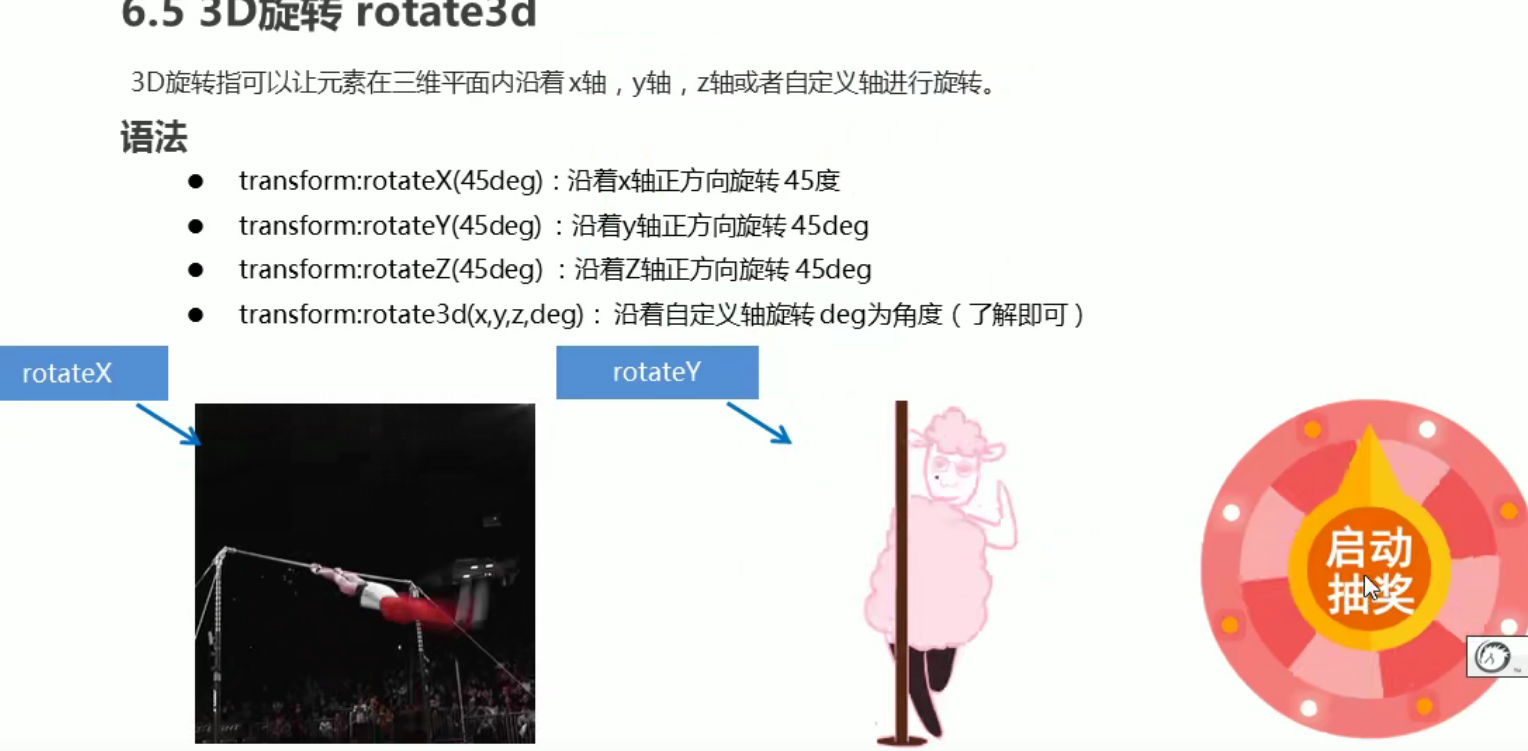 6.5 3D旋转 rotate3d
3D旋转指可以让元素在三维平面内沿着 x轴，y轴，z轴或者自定义轴进行旋转。
语法
● transform:rotateX(45deg)：沿着x轴正方向旋转 45度
● transform:rotateY(45deg) ：沿着y轴正方向旋转 45deg
● transform:rotateZ(45deg) ：沿着Z轴正方向旋转 45deg
● transform:rotate3d(x,y,z,deg)： 沿着自定义轴旋转 deg为角度（了解即可）
rotateX
rotateY
启动
抽奖